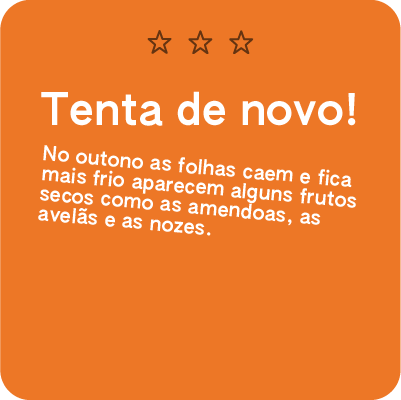 Tenta de novo!
No outono as folhas caem e fica
mais frio aparecem alguns frutos
secos como as amendoas, as
avelãs e as nozes.